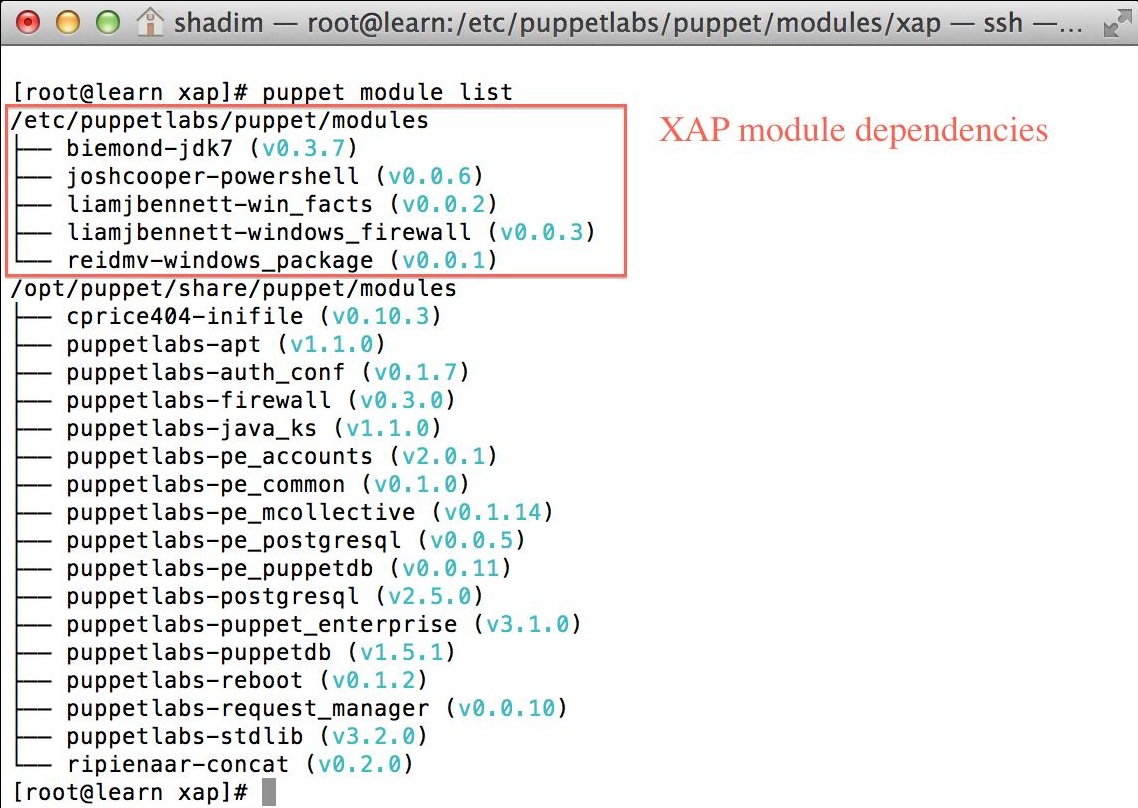 shadim — root@learn:/etc/puppetlabs/puppet/modules/xap — ssh —...
[root@learn xap]# puppet module list
/etc/puppetlabs/puppet/modules
├── biemond-jdk7 (v0.3.7)
├── joshcooper-powershell (v0.0.6)
├── liamjbennett-win_facts (v0.0.2)
├── liamjbennett-windows_firewall (v0.0.3)
└── reidmv-windows_package (v0.0.1)
XAP module dependencies
/opt/puppet/share/puppet/modules
├── cprice404-inifile (v0.10.3)
├── puppetlabs-apt (v1.1.0)
├── puppetlabs-auth_conf (v0.1.7)
├── puppetlabs-firewall (v0.3.0)
├── puppetlabs-java_ks (v1.1.0)
├── puppetlabs-pe_accounts (v2.0.1)
├── puppetlabs-pe_common (v0.1.0)
├── puppetlabs-pe_mcollective (v0.1.14)
├── puppetlabs-pe_postgresql (v0.0.5)
├── puppetlabs-pe_puppetdb (v0.0.11)
├── puppetlabs-postgresql (v2.5.0)
├── puppetlabs-puppet_enterprise (v3.1.0)
├── puppetlabs-puppetdb (v1.5.1)
├── puppetlabs-reboot (v0.1.2)
├── puppetlabs-request_manager (v0.0.10)
├── puppetlabs-stdlib (v3.2.0)
└── ripienaar-concat (v0.2.0)
[root@learn xap]#